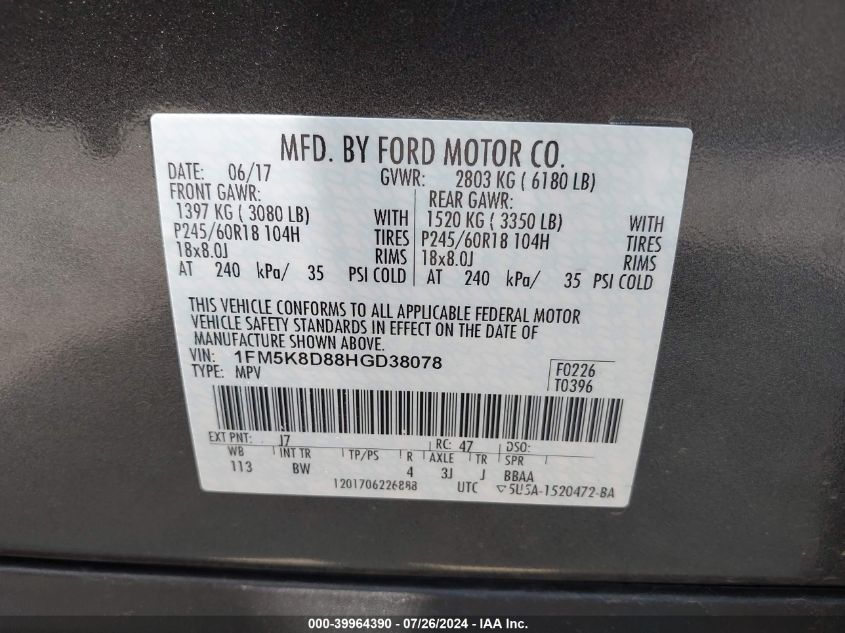 MFD. BY FORD MOTOR CO.
DATE: 06/17 GVWR: 2803 KG ( 6180 LB)
FRONT GAWR: REAR GAWR:
1397 KG ( 3080 LB) WITH 1520 KG ( 3350 LB) WITH
P245/60R18 104H TIRES P245/60R18 104H TIRES
18x8.0J RIMS 18x8.0J RIMS
AT 240 kPa/ 35 PSI COLD AT 240 kPa/ 35 PSI COLD
THIS VEHICLE CONFORMS TO ALL APPLICABLE FEDERAL MOTOR
VEHICLE SAFETY STANDARDS IN EFFECT ON THE DATE OF
MANUFACTURE SHOWN ABOVE.
VIN: 1FM5K8D88HGD38078 F0226
TYPE: MPV T0396
EXT PNT: J7 RC: 47 DSO:
WB INT TR TP/PS R AXLE TR SPR
113 BW 4 3J J BBAA
1201706226888 UTC ▽5U5A-1520472-BA
000-39964390 - 07/26/2024 - IAA Inc.